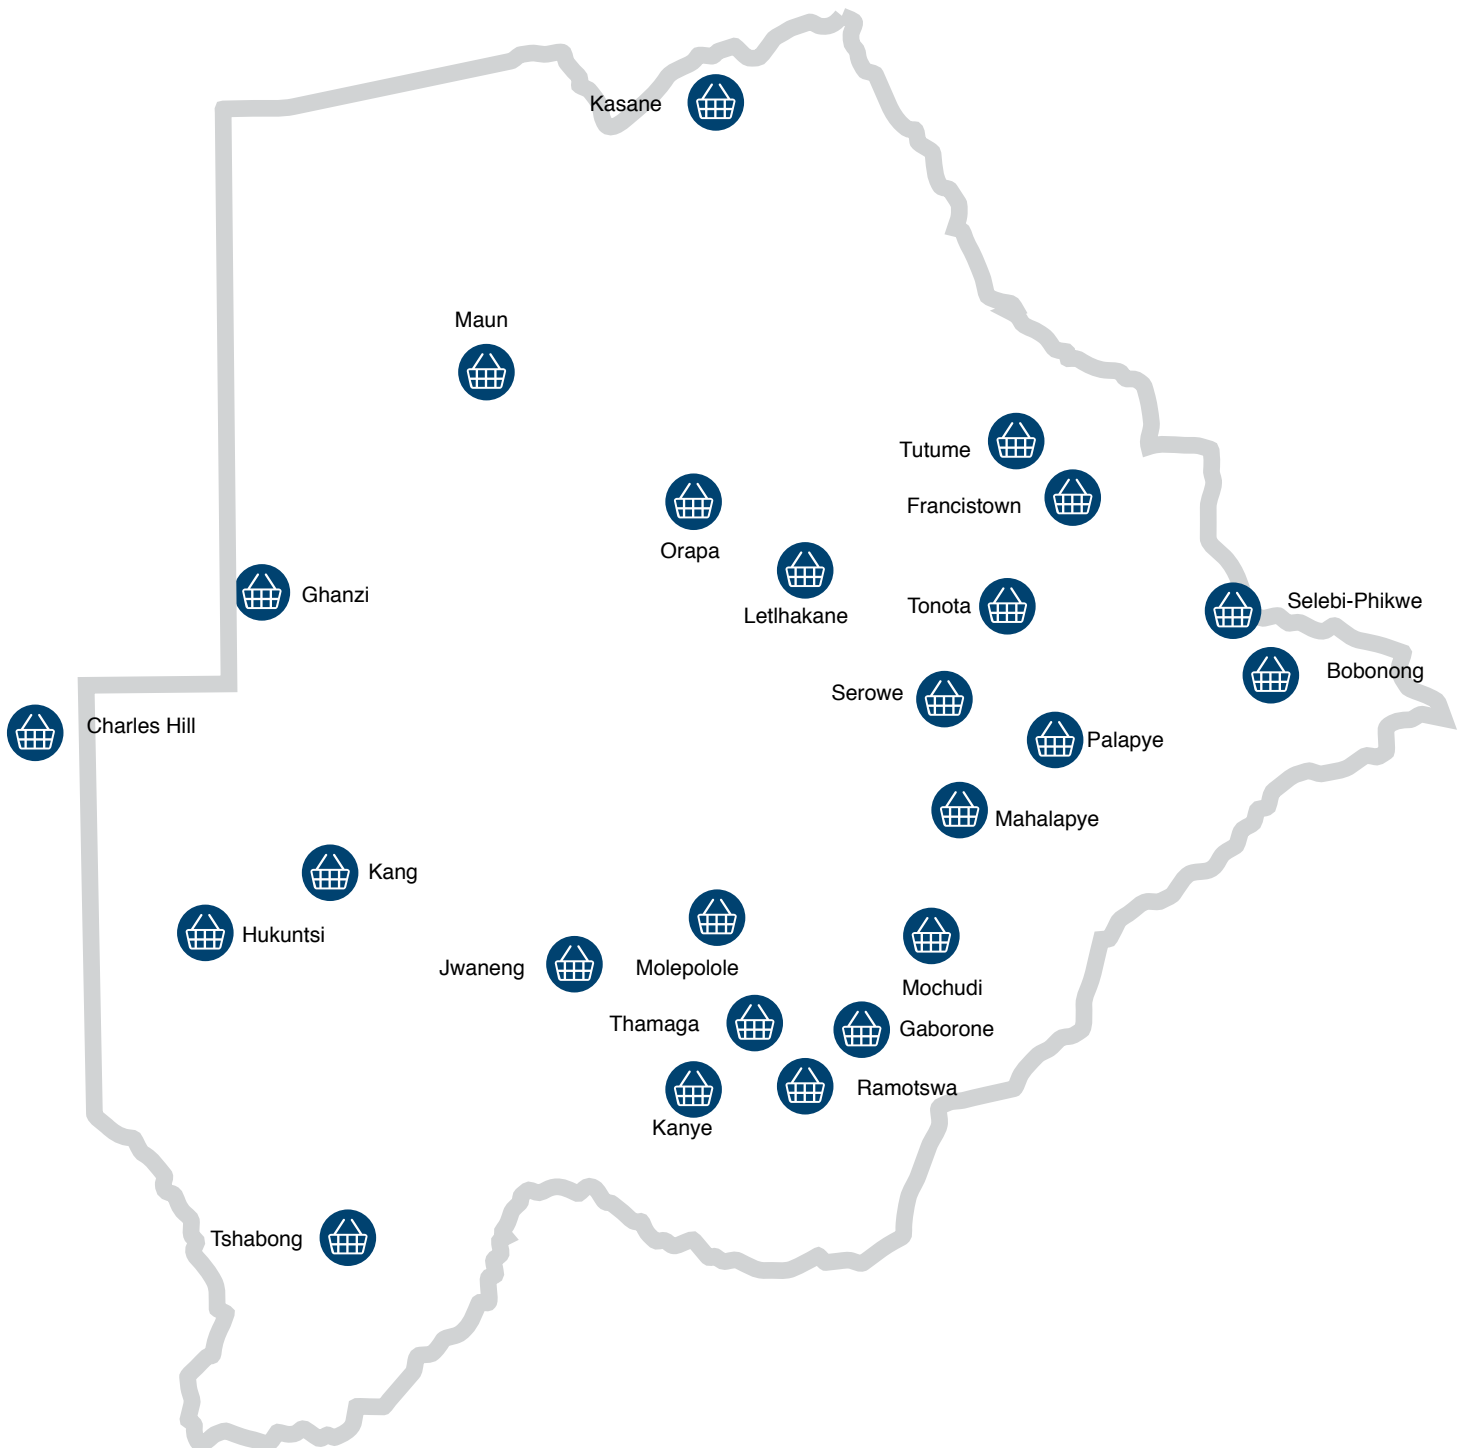 Kasane
Maun
Tutume
Francistown
Orapa
Ghanzi
Letlhakane
Tonota
Selebi-Phikwe
Bobonong
Serowe
Charles Hill
Palapye
Mahalapye
Kang
Hukuntsi
Jwaneng
Molepolole
Mochudi
Thamaga
Gaborone
Ramotswa
Kanye
Tshabong